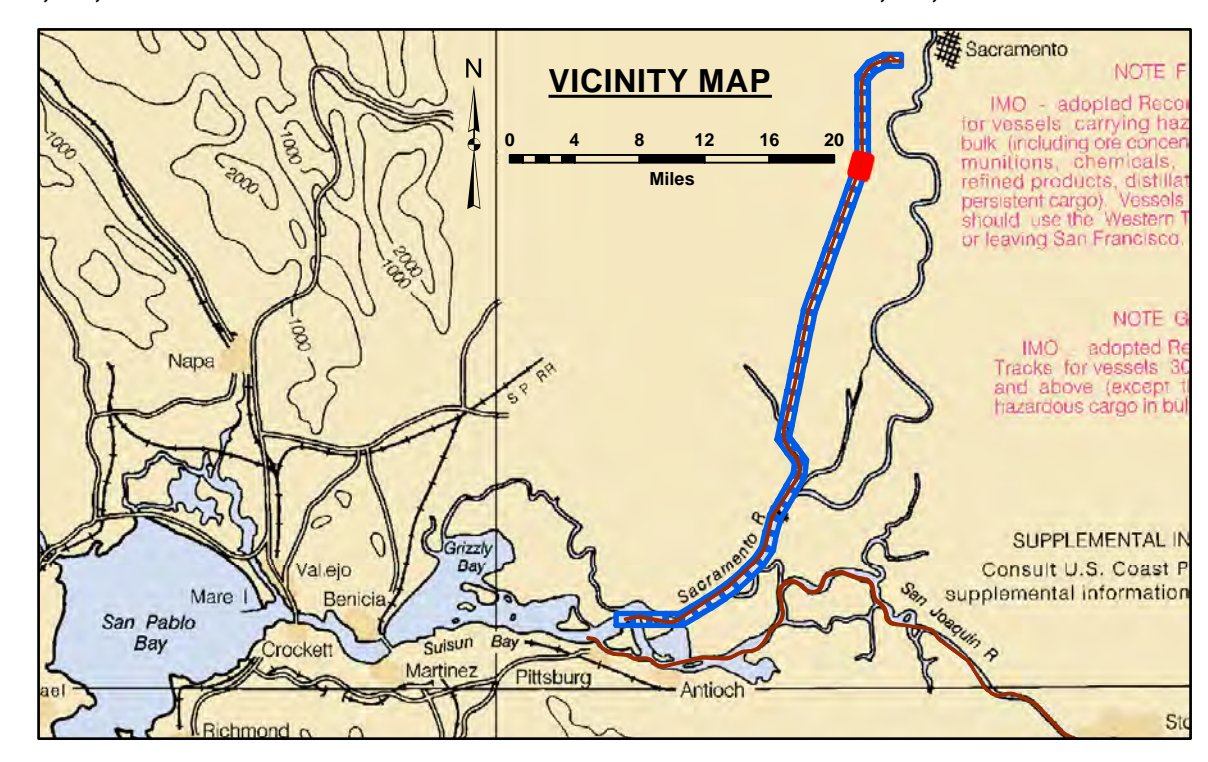 Sacramento
NOTE F
IMO - adopted Recor
for vessels carrying haz
bulk (including ore concen
munitions, chemicals,
refined products, distillat
persistent cargo). Vessels
should use the Western T
or leaving San Francisco.
N
VICINITY MAP
0 4 8 12 16 20
Miles
1000
2000
1000
2000
1000
1000
NOTE G
IMO - adopted Re
Tracks for vessels 30
and above (except t
hazardous cargo in bul
Napa
S P RR
Sacramento R
Grizzly
Bay
SUPPLEMENTAL IN
Consult U.S. Coast P
supplemental information
Vallejo
Mare I
Benicia
San Pablo
Bay
San Joaquin R
Crockett
Suisun Bay
Martinez
Pittsburg
Antioch
ael
Richmond
Sto